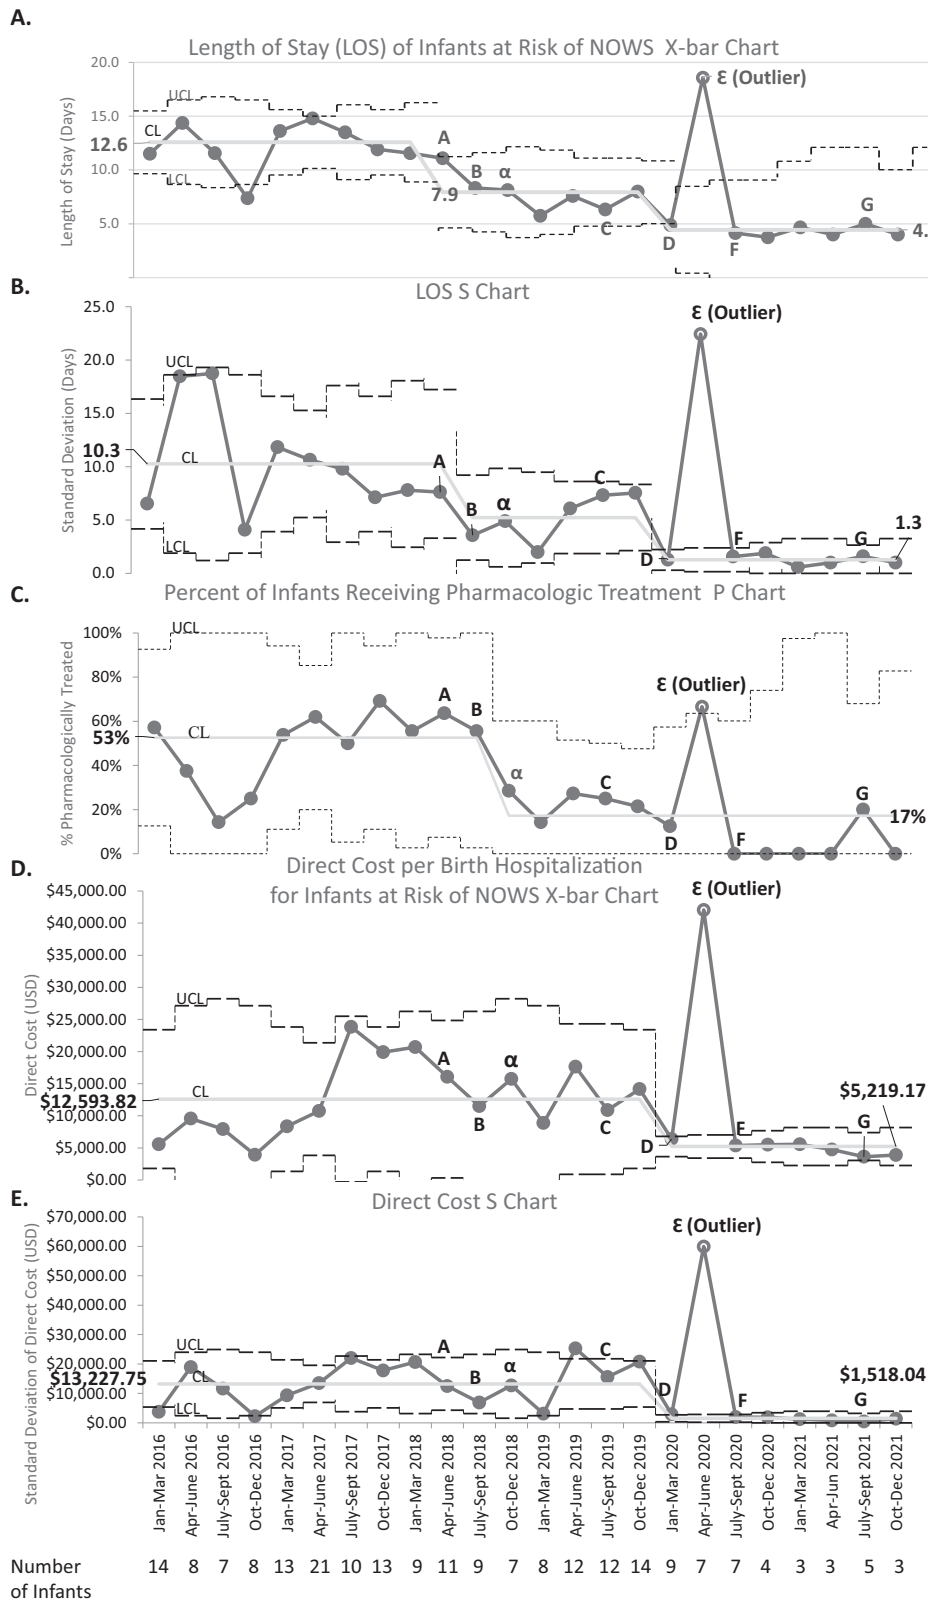 A.
Length of Stay (LOS) of Infants at Risk of NOWS X-bar Chart
Length of Stay (Days)
20.0
15.0
10.0
5.0
UCL
CL
12.6
LCL
7.9
A
B
α
C
D
Ɛ (Outlier)
F
G
4.
B.
LOS S Chart
Standard Deviation (Days)
25.0
20.0
15.0
10.0
5.0
0.0
UCL
10.3
CL
LCL
A
B
α
C
D
Ɛ (Outlier)
F
G
1.3
C.
Percent of Infants Receiving Pharmacologic Treatment P Chart
% Pharmacologically Treated
100%
80%
60%
40%
20%
0%
UCL
53%
CL
A
B
α
C
D
Ɛ (Outlier)
F
G
17%
D.
Direct Cost per Birth Hospitalization
for Infants at Risk of NOWS X-bar Chart
Direct Cost (USD)
$45,000.00
$40,000.00
$35,000.00
$30,000.00
$25,000.00
$20,000.00
$15,000.00
$10,000.00
$5,000.00
$0.00
UCL
CL
$12,593.82
A
B
α
C
D
Ɛ (Outlier)
F
G
$5,219.17
E.
Direct Cost S Chart
Standard Deviation of Direct Cost (USD)
$70,000.00
$60,000.00
$50,000.00
$40,000.00
$30,000.00
$20,000.00
$10,000.00
$0.00
UCL
CL
$13,227.75
LCL
A
B
α
C
D
Ɛ (Outlier)
F
G
$1,518.04
Jan-Mar 2016
Apr-June 2016
July-Sept 2016
Oct-Dec 2016
Jan-Mar 2017
Apr-June 2017
July-Sept 2017
Oct-Dec 2017
Jan-Mar 2018
Apr-June 2018
July-Sept 2018
Oct-Dec 2018
Jan-Mar 2019
Apr-June 2019
July-Sept 2019
Oct-Dec 2019
Jan-Mar 2020
Apr-June 2020
July-Sept 2020
Oct-Dec 2020
Jan-Mar 2021
Apr-June 2021
July-Sept 2021
Oct-Dec 2021
Number 14 8 7 8 13 21 10 13 9 11 9 7 8 12 12 14 9 7 7 4 3 3 5 3
of Infants